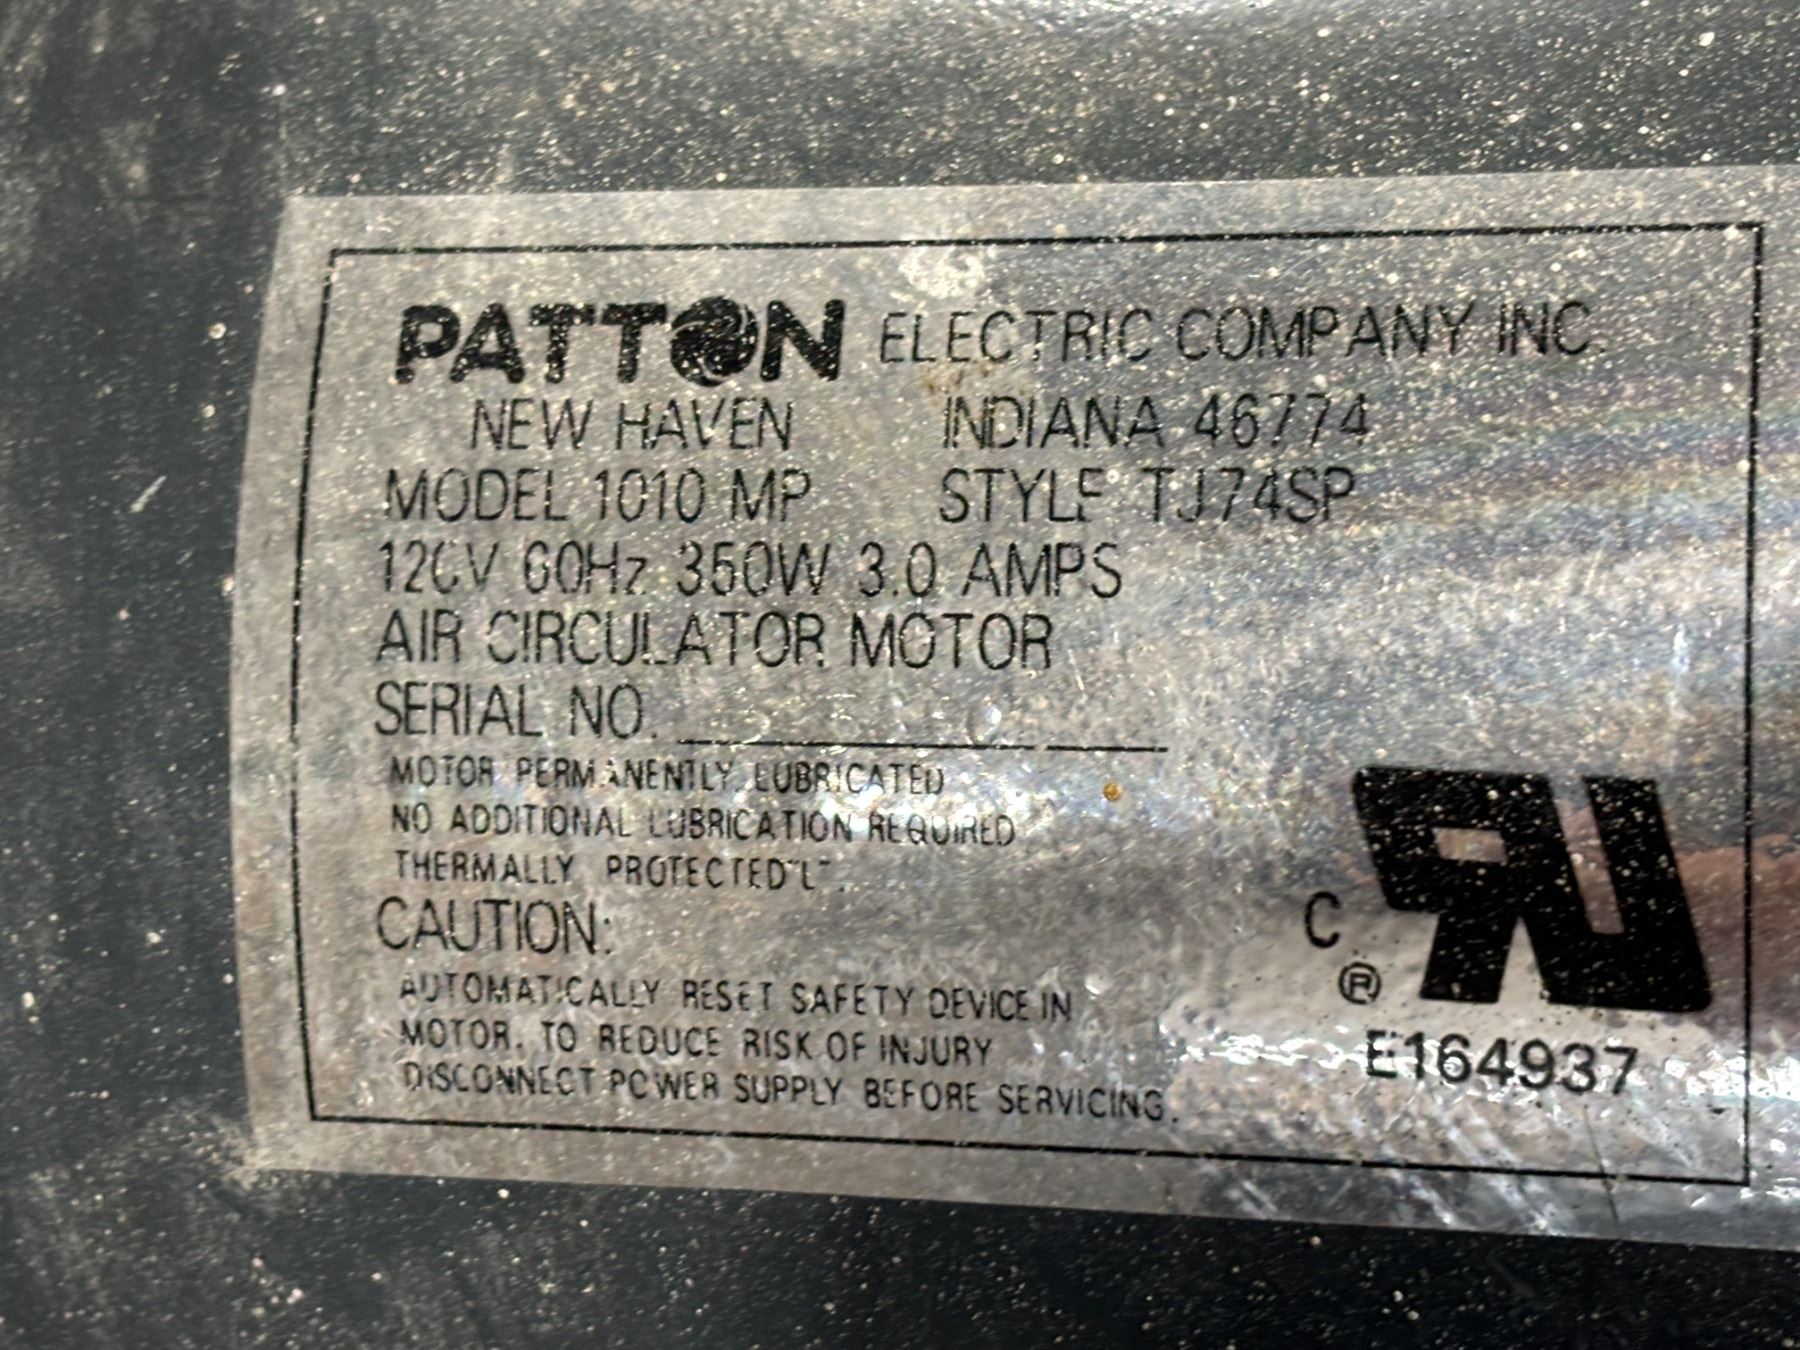 PATTON ELECTRIC COMPANY INC.
NEW HAVEN INDIANA 46774
MODEL 1010 MP STYLE TJ74SP
120V 60Hz 350W 3.0 AMPS
AIR CIRCULATOR MOTOR
SERIAL NO.
MOTOR PERMANENTLY LUBRICATED
NO ADDITIONAL LUBRICATION REQUIRED
THERMALLY PROTECTED "L".
CAUTION:
AUTOMATICALLY RESET SAFETY DEVICE IN
MOTOR. TO REDUCE RISK OF INJURY
DISCONNECT POWER SUPPLY BEFORE SERVICING.
C RU ®
E164937